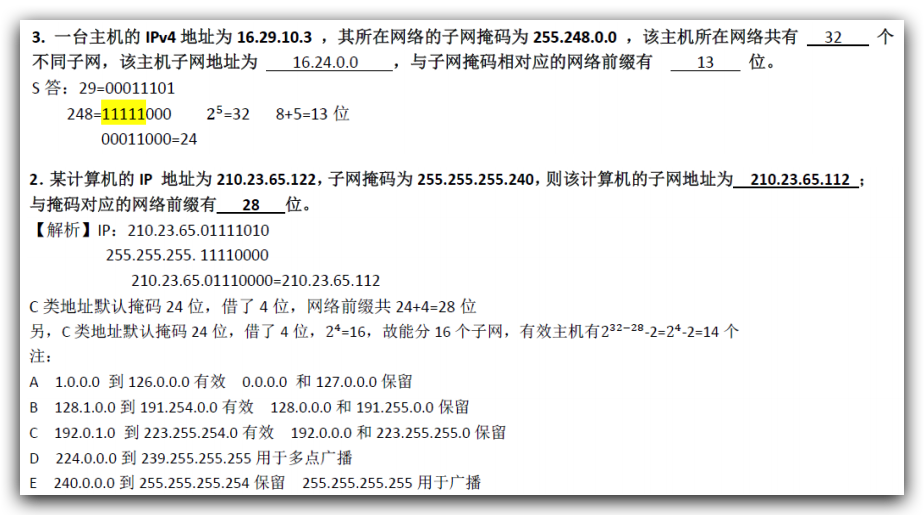 3. 一台主机的 IPv4 地址为 16.29.10.3 ，其所在网络的子网掩码为 255.248.0.0 ，该主机所在网络共有 32 个
不同子网，该主机子网地址为 16.24.0.0 ，与子网掩码相对应的网络前缀有 13 位。
S 答：29=00011101
248=11111000 2⁵=32 8+5=13 位
00011000=24
2. 某计算机的 IP 地址为 210.23.65.122，子网掩码为 255.255.255.240，则该计算机的子网地址为 210.23.65.112 ；
与掩码对应的网络前缀有 28 位。
【解析】IP：210.23.65.01111010
255.255.255. 11110000
210.23.65.01110000=210.23.65.112
C 类地址默认掩码 24 位，借了 4 位，网络前缀共 24+4=28 位
另，C 类地址默认掩码 24 位，借了 4 位，2⁴=16，故能分 16 个子网，有效主机有2³²⁻²⁸-2=2⁴-2=14 个
注：
A 1.0.0.0 到 126.0.0.0 有效 0.0.0.0 和 127.0.0.0 保留
B 128.1.0.0 到 191.254.0.0 有效 128.0.0.0 和 191.255.0.0 保留
C 192.0.1.0 到 223.255.254.0 有效 192.0.0.0 和 223.255.255.0 保留
D 224.0.0.0 到 239.255.255.255 用于多点广播
E 240.0.0.0 到 255.255.255.254 保留 255.255.255.255 用于广播